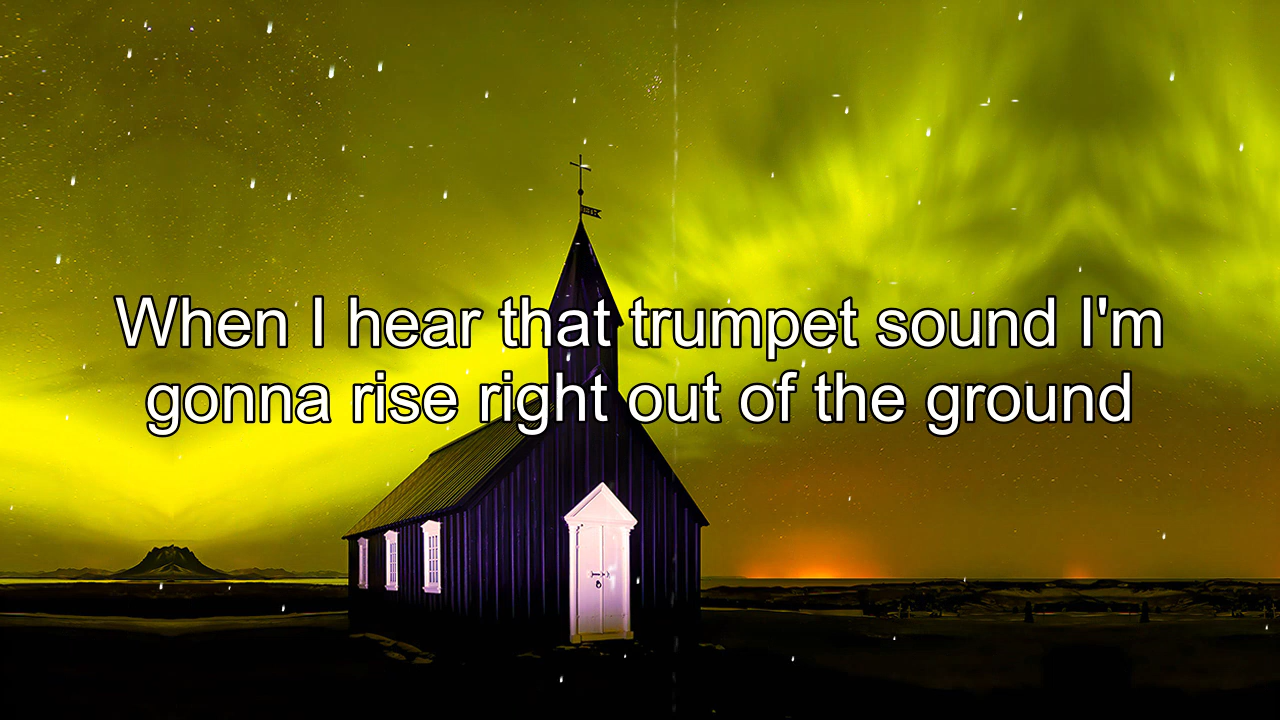 When I hear that trumpet sound I'm
gonna rise right out of the ground